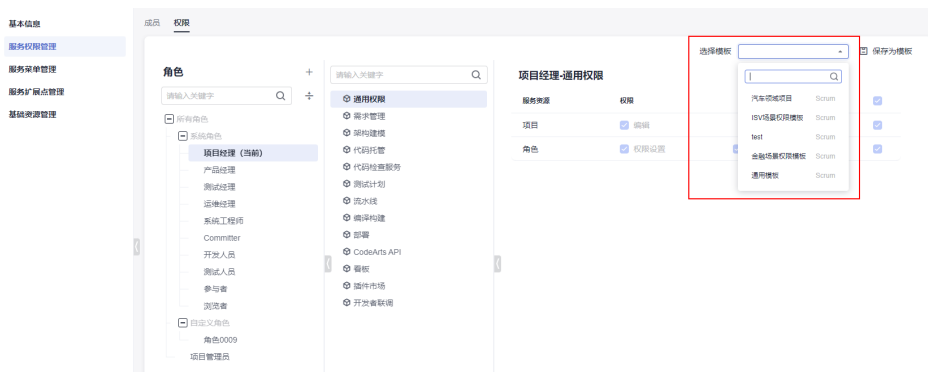 基本信息
服务权限管理
服务菜单管理
服务扩展点管理
基础资源管理
成员 权限
选择模板 保存为模板
角色
请输入关键字
所有角色
系统角色
项目经理（当前）
产品经理
测试经理
运维经理
系统工程师
Committer
开发人员
测试人员
参与者
浏览者
自定义角色
角色0009
项目管理员
请输入关键字
通用权限
需求管理
架构建模
代码托管
代码检查服务
测试计划
流水线
编译构建
部署
CodeArts API
看板
插件市场
开发者联调
项目经理-通用权限
服务资源 权限
项目 编辑
角色 权限设置
汽车领域项目 Scrum
ISV场景权限模板 Scrum
test Scrum
金融场景权限模板 Scrum
通用模板 Scrum